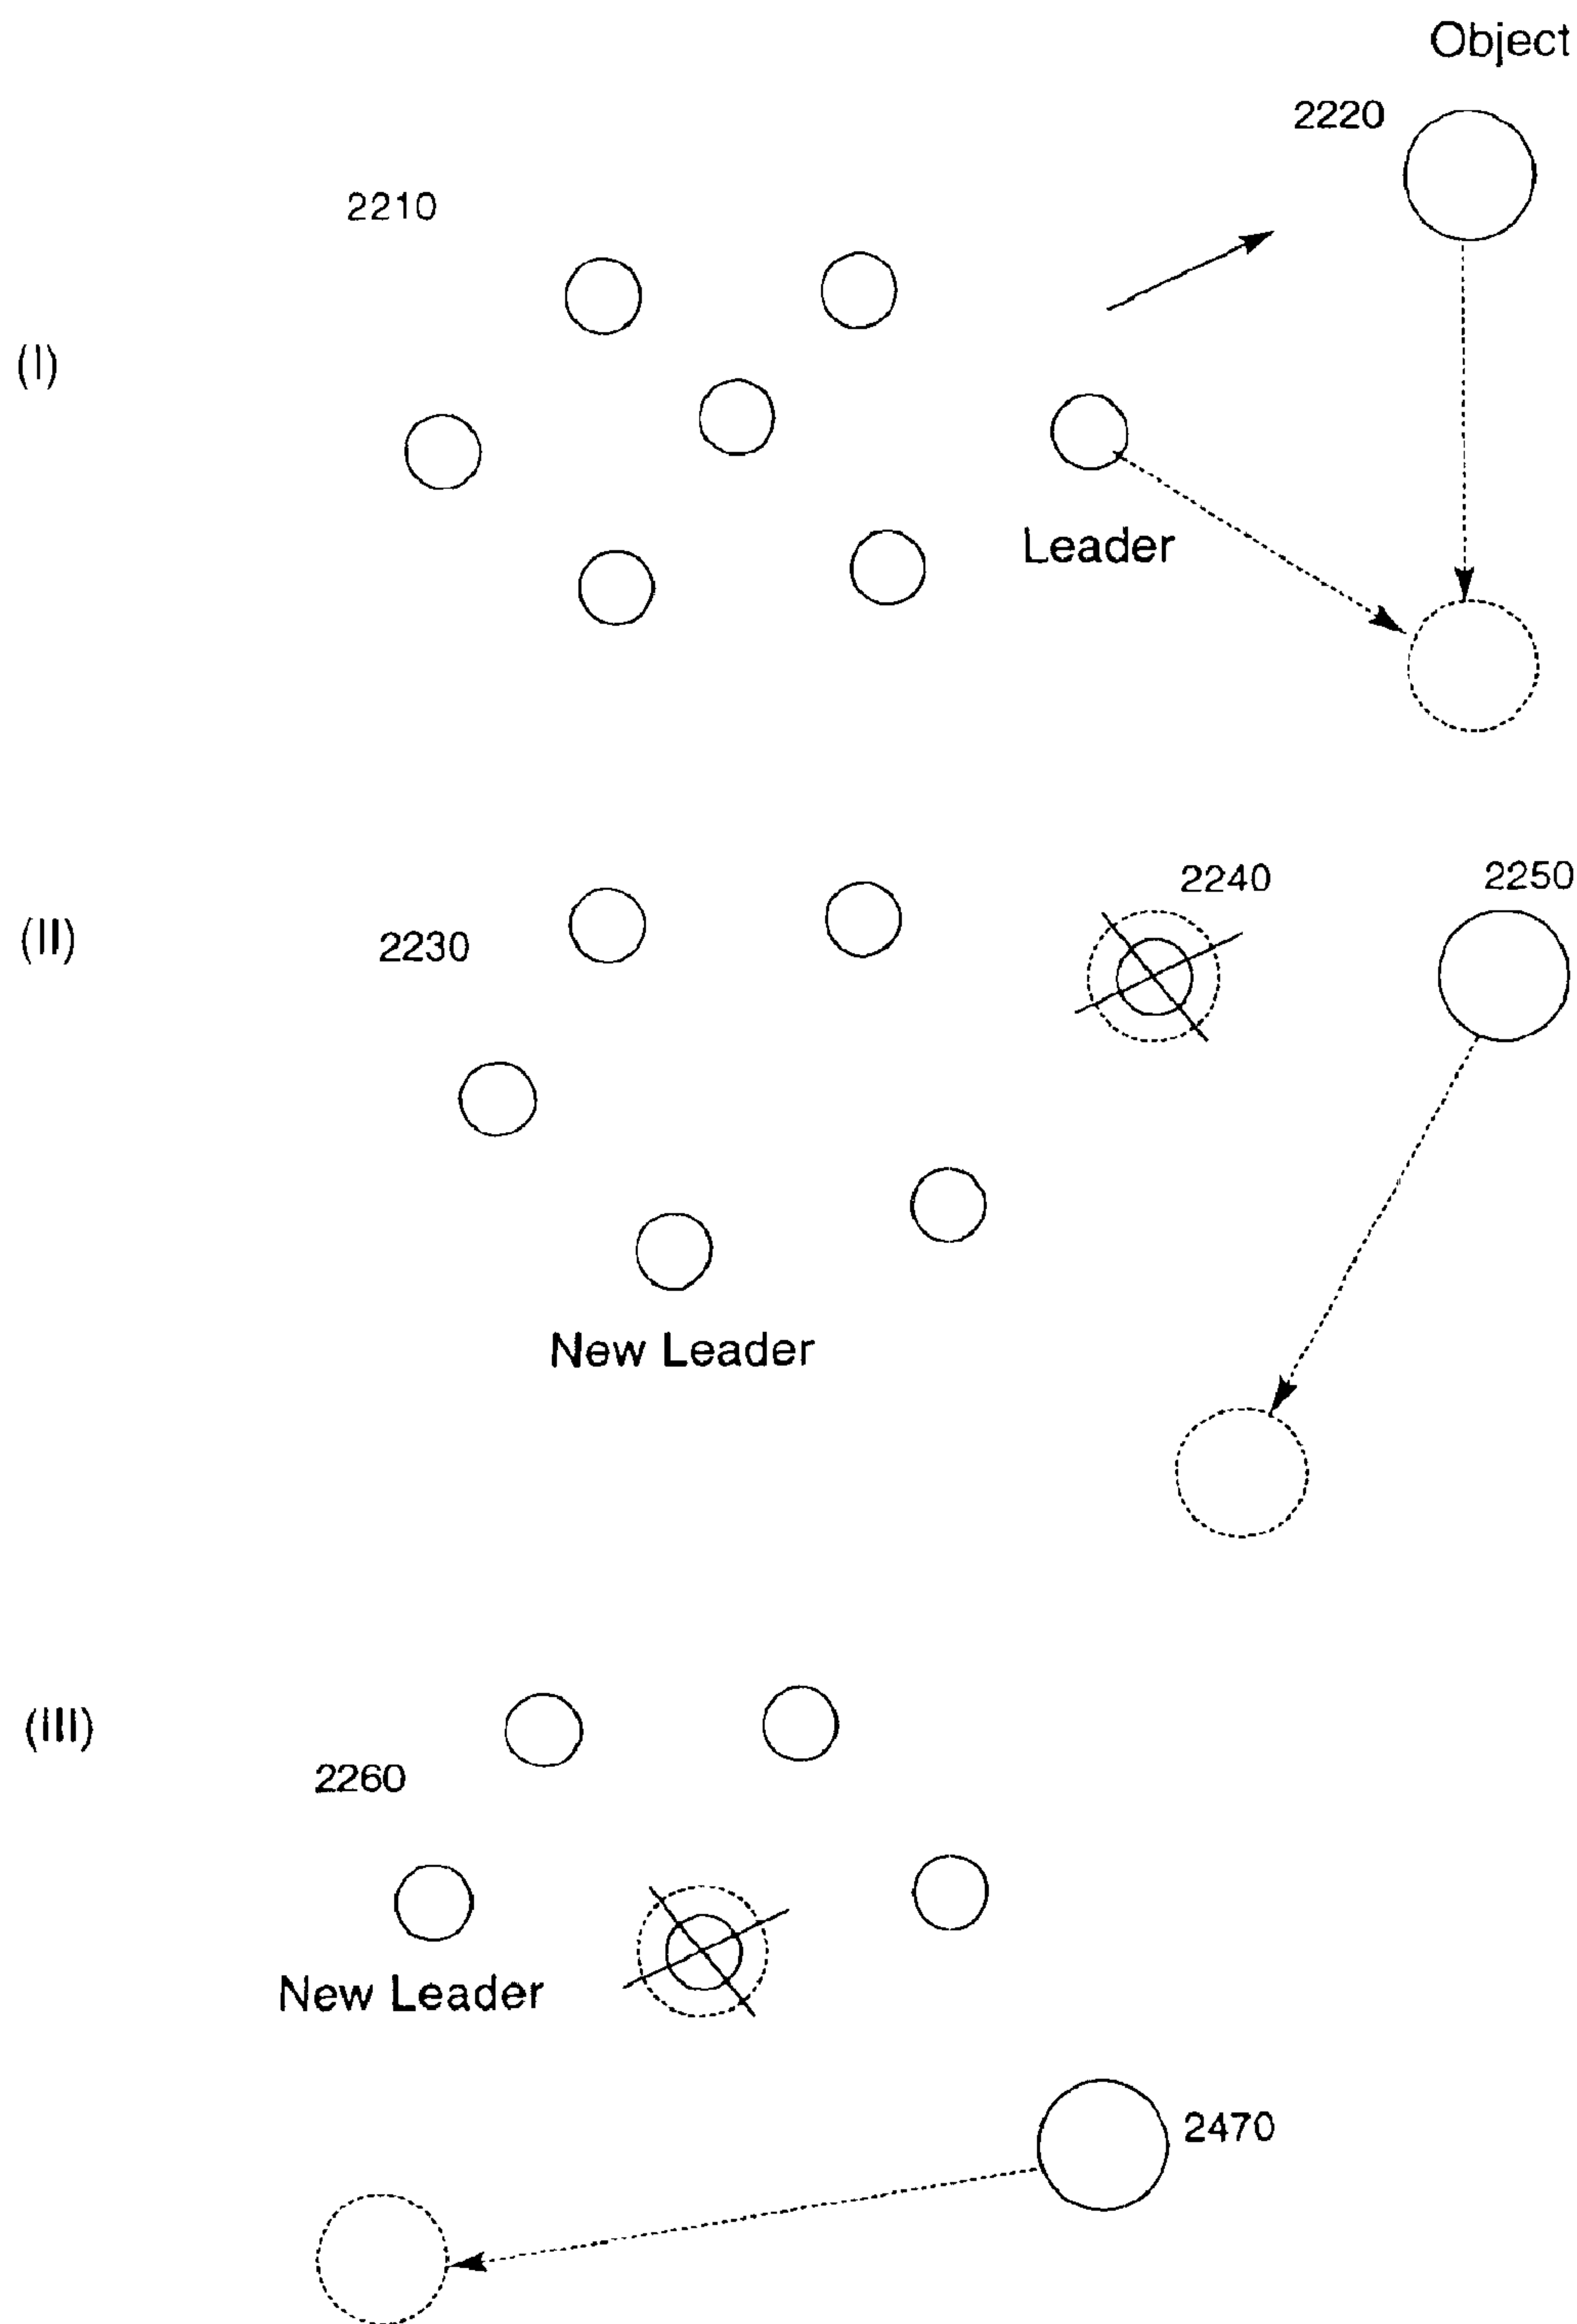 Object
2220
2210
(I)
Leader
2240
2250
(II)
2230
New Leader
(III)
2260
New Leader
2470